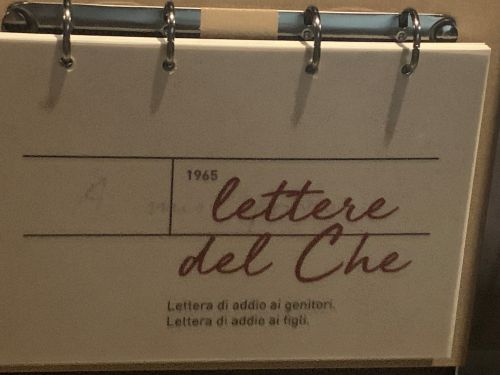 1965
lettere
del Che
Lettera di addio ai genitori.
Lettera di addio ai figli.